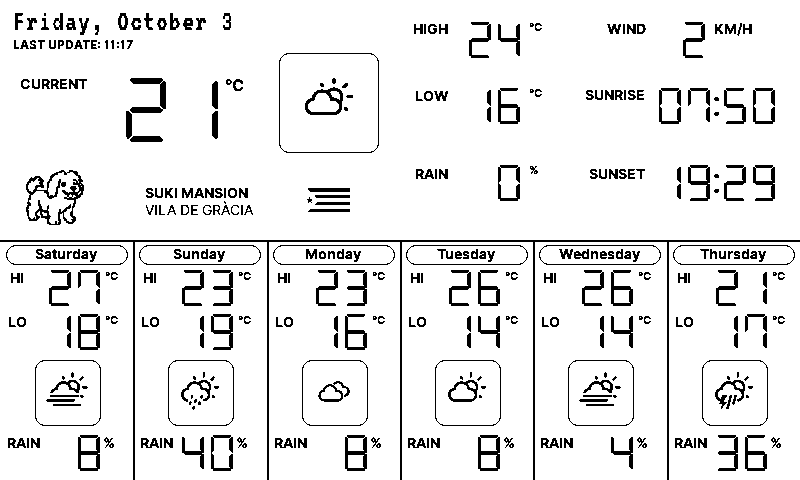 Friday, October 3
LAST UPDATE: 11:17
CURRENT 21 °C
HIGH 24 °C
WIND 2 KM/H
LOW 16 °C
SUNRISE 07:50
RAIN 0 %
SUNSET 19:29
SUKI MANSION
VILA DE GRÀCIA
Saturday
HI 27 °C
LO 18 °C
RAIN 8 %
Sunday
HI 23 °C
LO 19 °C
RAIN 40 %
Monday
HI 23 °C
LO 16 °C
RAIN 8 %
Tuesday
HI 26 °C
LO 14 °C
RAIN 8 %
Wednesday
HI 26 °C
LO 14 °C
RAIN 4 %
Thursday
HI 21 °C
LO 17 °C
RAIN 36 %